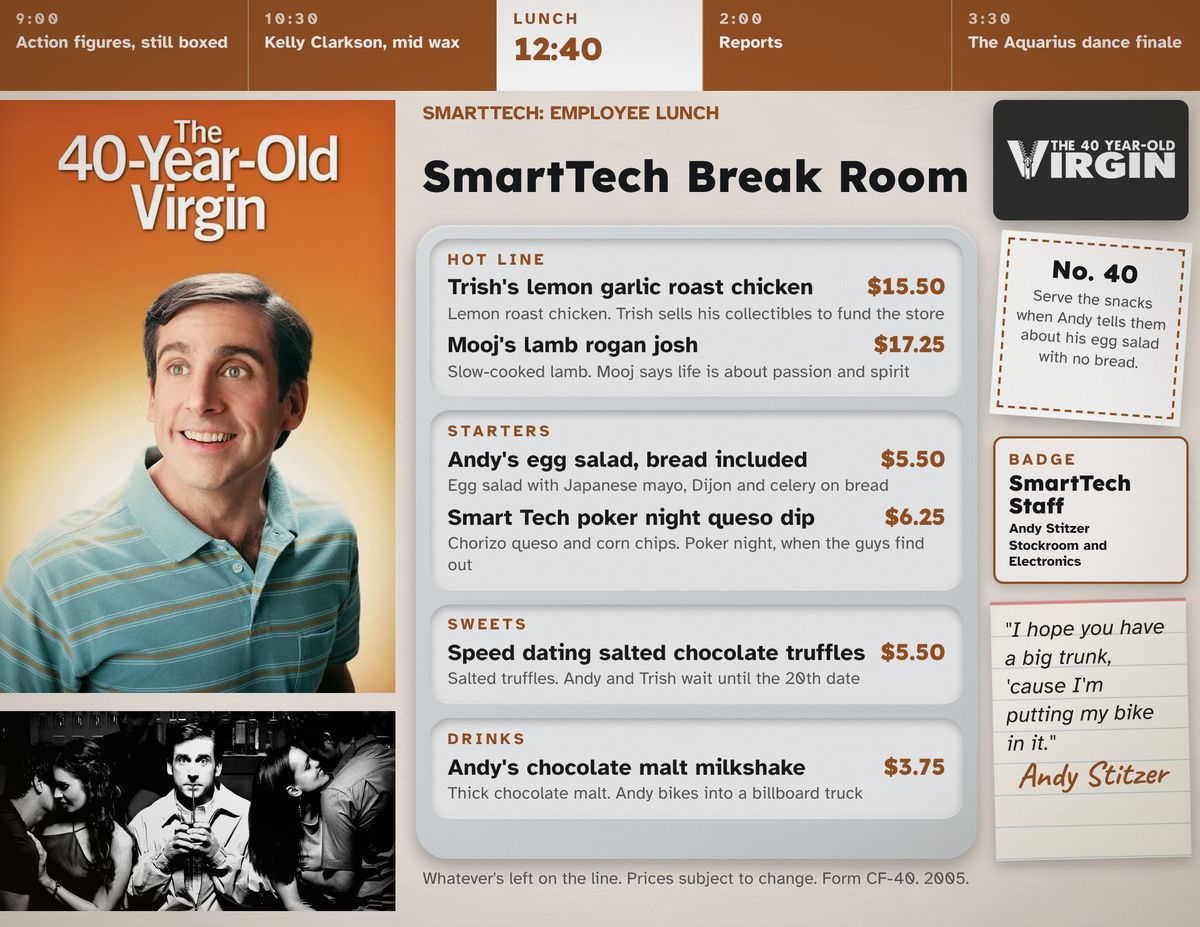 9:00
Action figures, still boxed
10:30
Kelly Clarkson, mid wax
LUNCH
12:40
2:00
Reports
3:30
The Aquarius dance finale
The
40-Year-Old
Virgin
SMARTTECH: EMPLOYEE LUNCH
SmartTech Break Room
HOT LINE
Trish's lemon garlic roast chicken $15.50
Lemon roast chicken. Trish sells his collectibles to fund the store
Mooj's lamb rogan josh $17.25
Slow-cooked lamb. Mooj says life is about passion and spirit
STARTERS
Andy's egg salad, bread included $5.50
Egg salad with Japanese mayo, Dijon and celery on bread
Smart Tech poker night queso dip $6.25
Chorizo queso and corn chips. Poker night, when the guys find
out
SWEETS
Speed dating salted chocolate truffles $5.50
Salted truffles. Andy and Trish wait until the 20th date
DRINKS
Andy's chocolate malt milkshake $3.75
Thick chocolate malt. Andy bikes into a billboard truck
Whatever's left on the line. Prices subject to change. Form CF-40. 2005.
THE 40 YEAR-OLD
VIRGIN
No. 40
Serve the snacks
when Andy tells them
about his egg salad
with no bread.
BADGE
SmartTech
Staff
Andy Stitzer
Stockroom and
Electronics
"I hope you have
a big trunk,
'cause I'm
putting my bike
in it."
Andy Stitzer